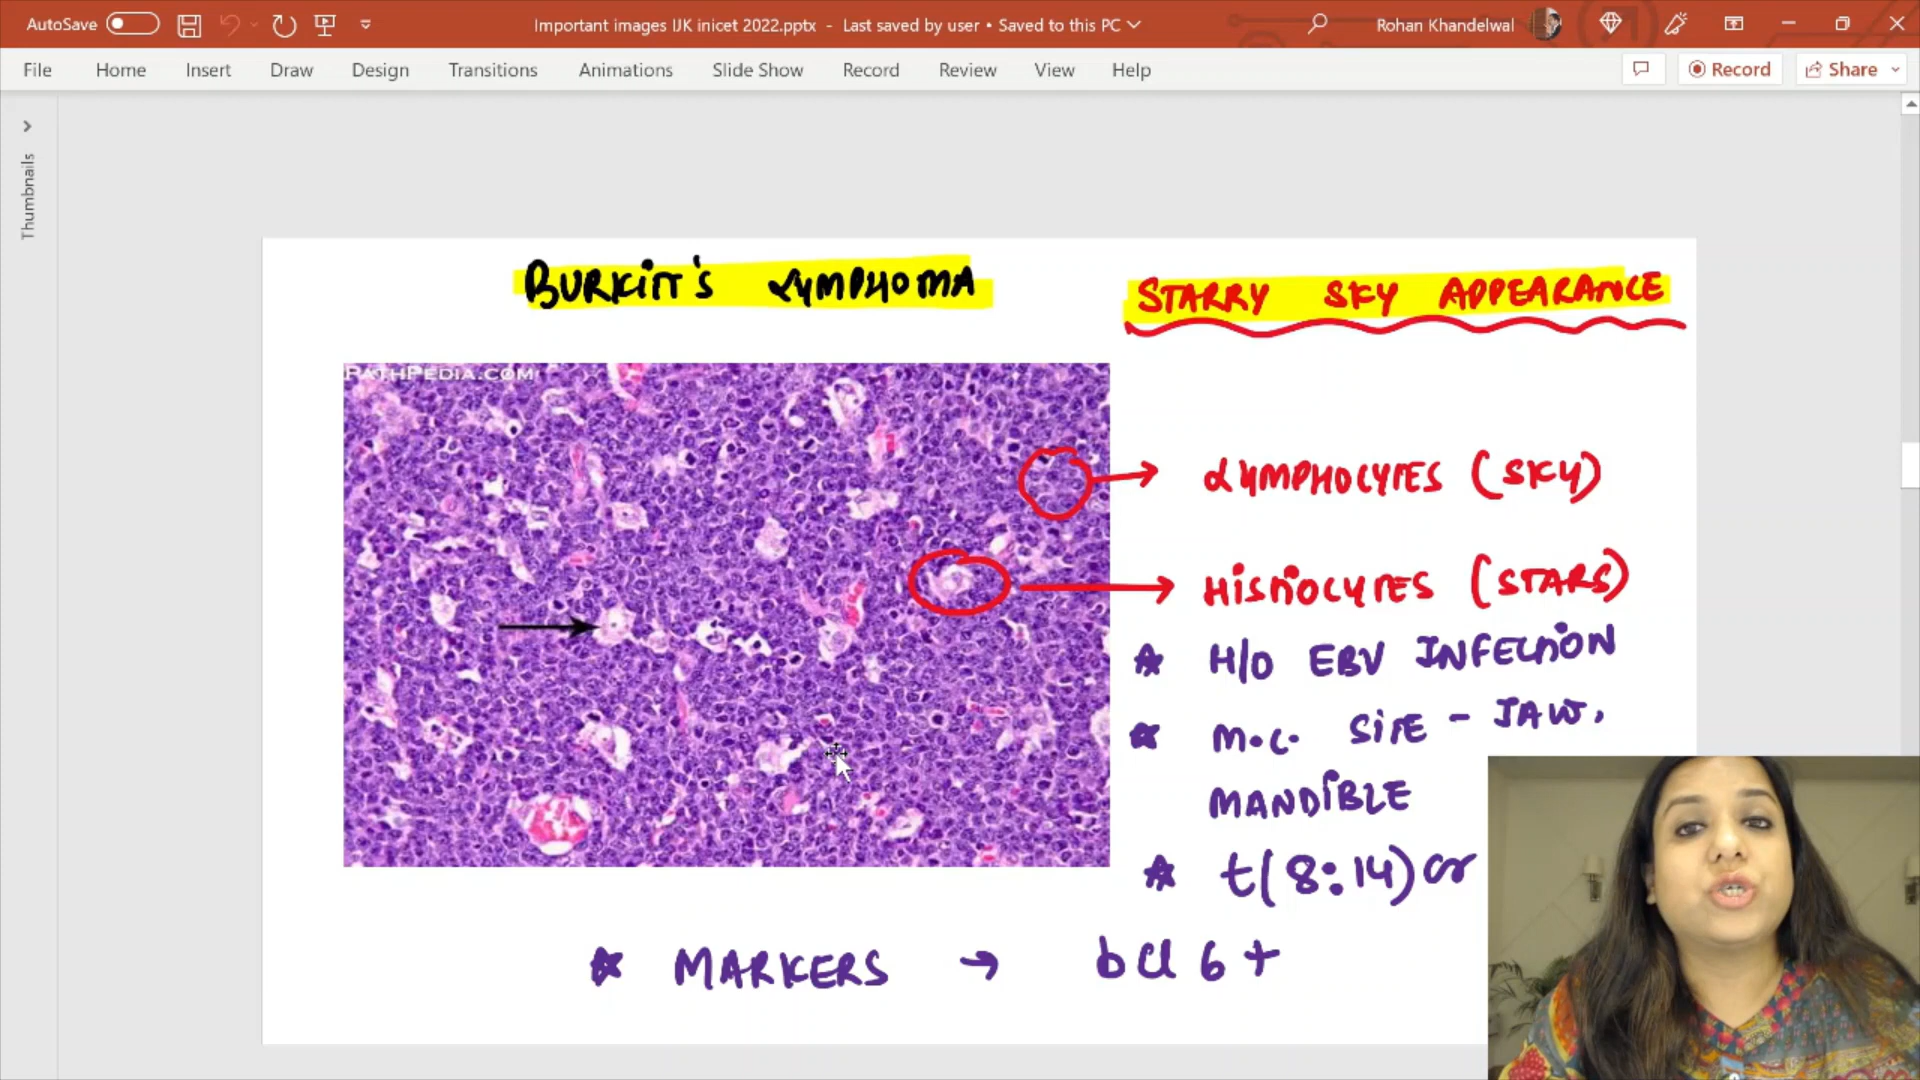 AutoSave
Important images IJK inicet 2022.pptx - Last saved by user • Saved to this PC
Rohan Khandelwal
File Home Insert Draw Design Transitions Animations Slide Show Record Review View Help
Record Share
Thumbnails
BURKITT'S LYMPHOMA
STARRY SKY APPEARANCE
PATHPEDIA.COM
LYMPHOCYTES (SKY)
HISTIOCYTES (STARS)
H/O EBV INFECTION
M.C. SITE - JAW,
MANDIBLE
t(8:14) or
MARKERS → bcl 6 +